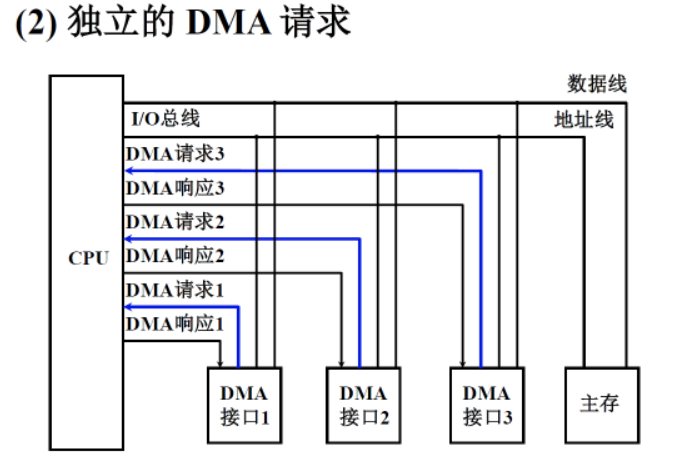 (2) 独立的 DMA 请求
数据线
I/O总线
地址线
DMA请求3
DMA响应3
DMA请求2
CPU
DMA响应2
DMA请求1
DMA响应1
DMA
接口1
DMA
接口2
DMA
接口3
主存